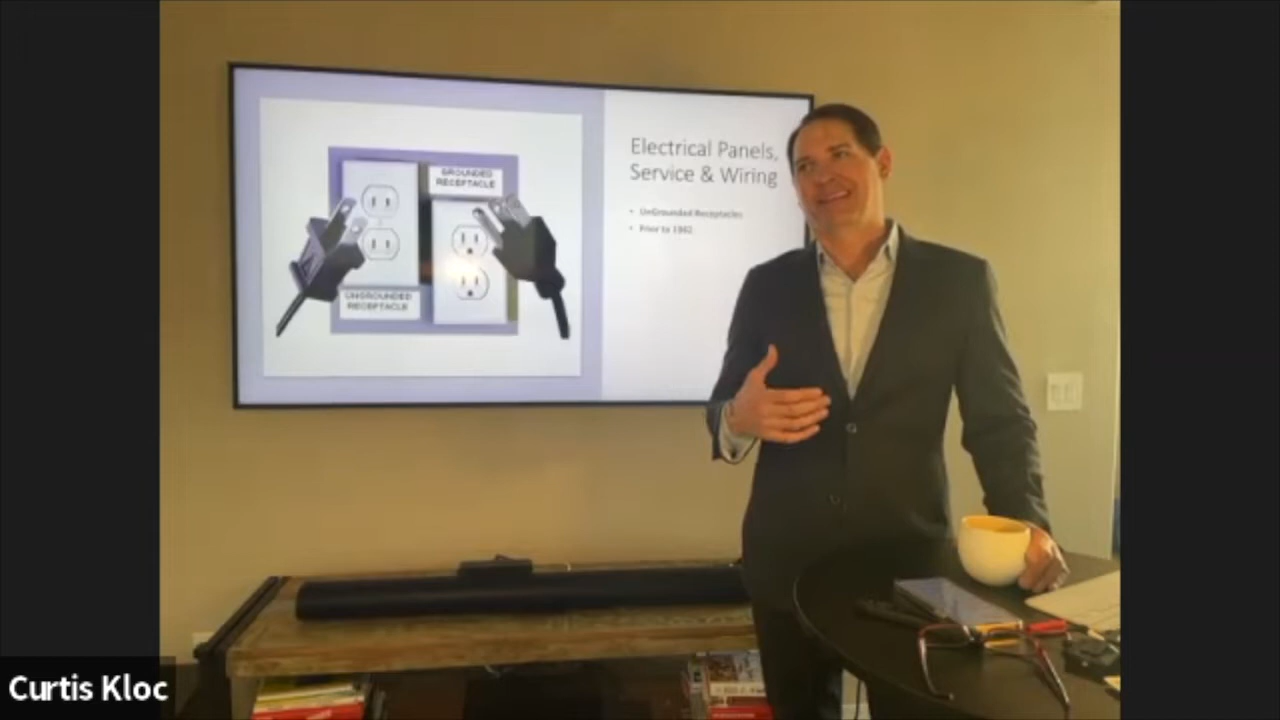 Electrical Panels,
Service & Wiring
• UnGrounded Receptacles
• Prior to 1962
GROUNDED
RECEPTACLE
UNGROUNDED
RECEPTACLE
Curtis Kloc